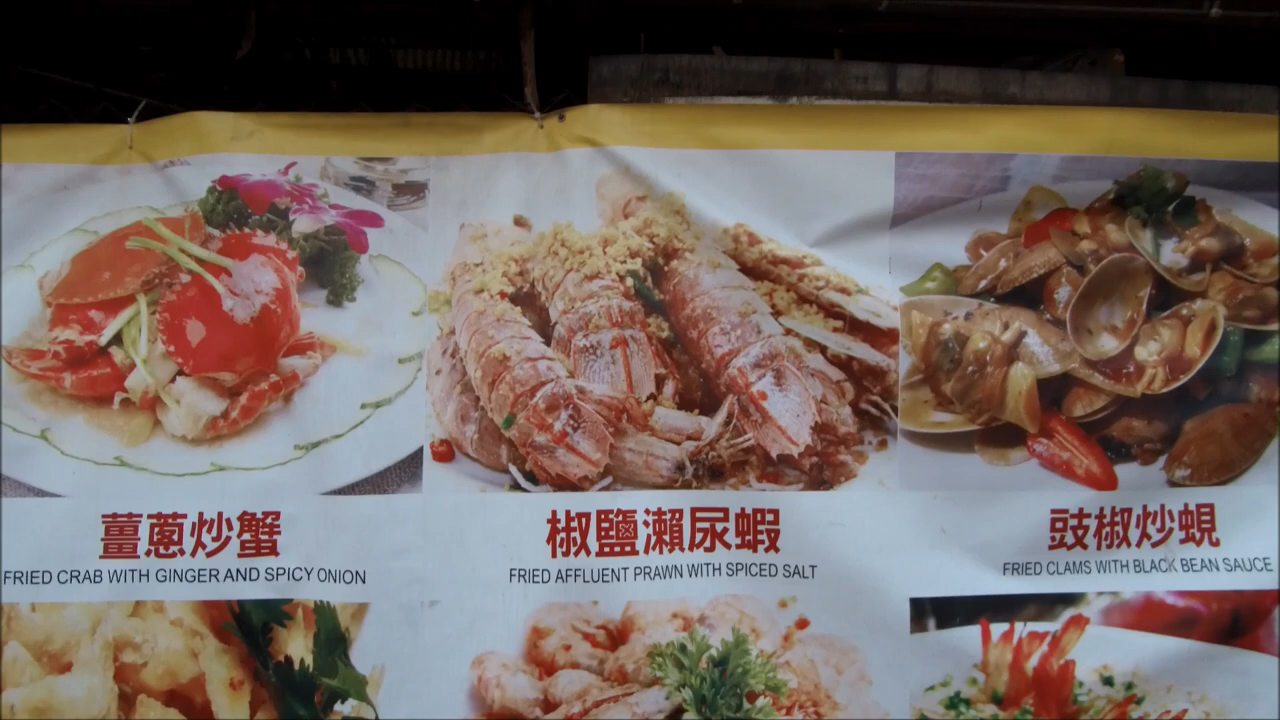 薑蔥炒蟹
FRIED CRAB WITH GINGER AND SPICY ONION
椒鹽瀨尿蝦
FRIED AFFLUENT PRAWN WITH SPICED SALT
豉椒炒蜆
FRIED CLAMS WITH BLACK BEAN SAUCE